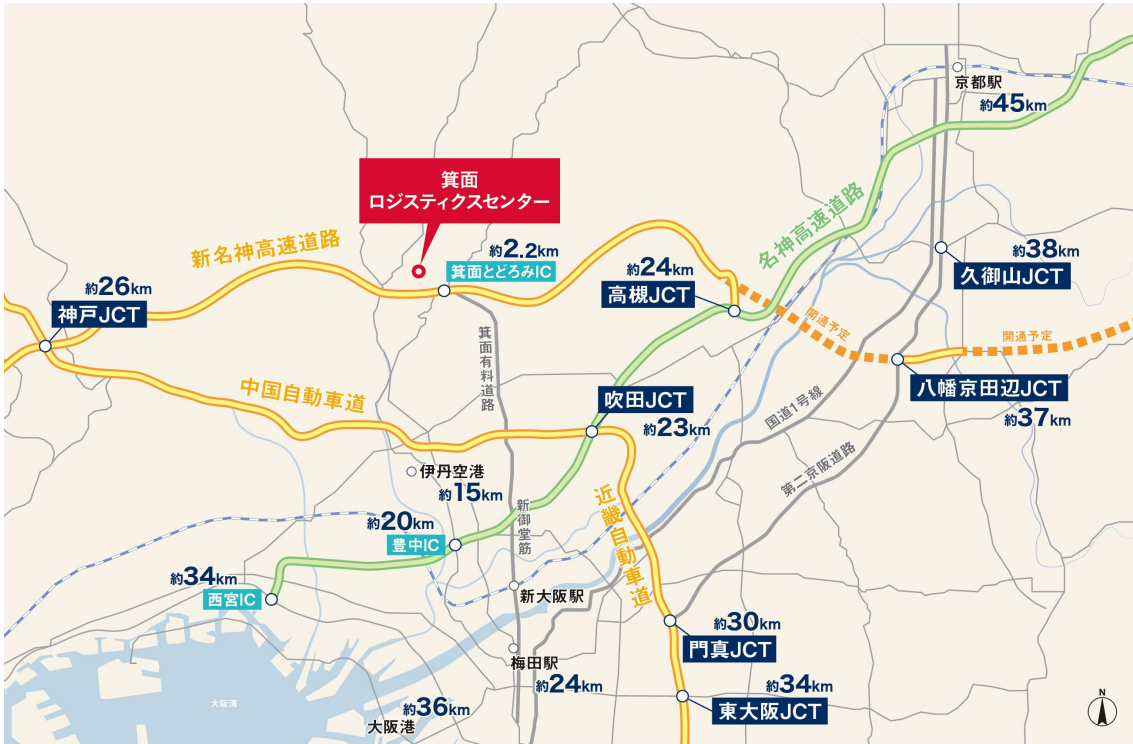 京都駅
約45km
箕面
ロジスティクスセンター
新名神高速道路
名神高速道路
約2.2km
箕面とどろみIC
約24km
高槻JCT
約38km
久御山JCT
約26km
神戸JCT
開通予定
開通予定
箕面有料道路
八幡京田辺JCT
約37km
中国自動車道
吹田JCT
約23km
国道1号線
第二京阪道路
伊丹空港
約15km
新御堂筋
近畿自動車道
約20km
豊中IC
約34km
西宮IC
新大阪駅
約30km
門真JCT
梅田駅
約24km
約34km
東大阪JCT
大阪湾
約36km
大阪港
N